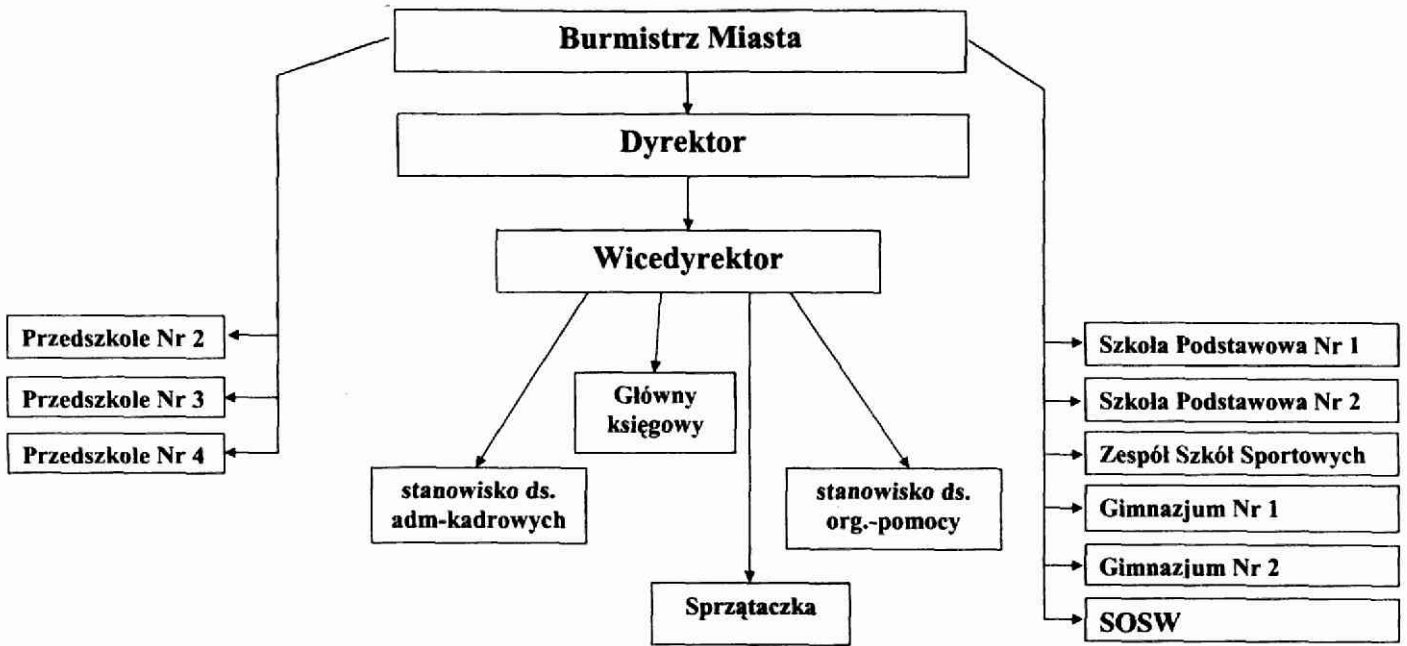 Burmistrz Miasta
Dyrektor
Wicedyrektor
Przedszkole Nr 2
Przedszkole Nr 3
Przedszkole Nr 4
Główny
księgowy
stanowisko ds.
adm-kadrowych
stanowisko ds.
org.-pomocy
Sprzątaczka
Szkoła Podstawowa Nr 1
Szkoła Podstawowa Nr 2
Zespół Szkół Sportowych
Gimnazjum Nr 1
Gimnazjum Nr 2
SOSW